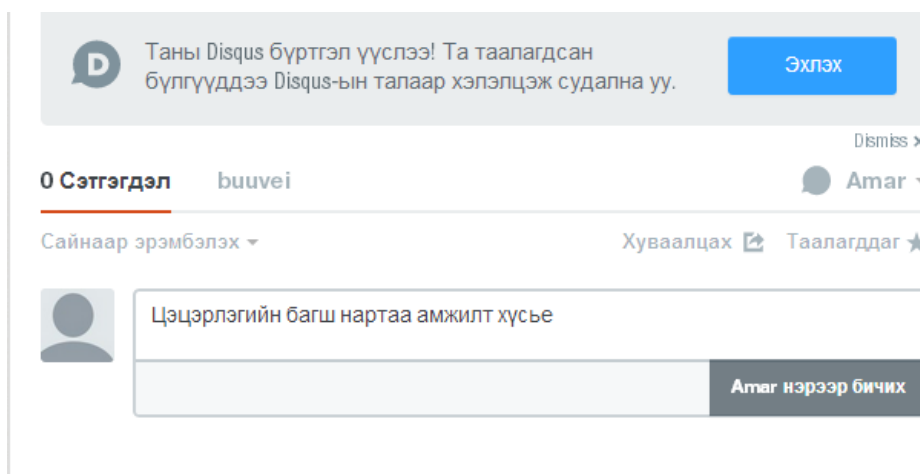 Таны Disqus бүртгэл үүслээ! Та таалагдсан
бүлгүүддээ Disqus-ын талаар хэлэлцэж судална уу.
Эхлэх
Dismiss ×
0 Сэтгэгдэл buuvei Amar
Сайнаар эрэмбэлэх Хуваалцах Таалагддаг
Цэцэрлэгийн багш нартаа амжилт хүсье
Amar нэрээр бичих